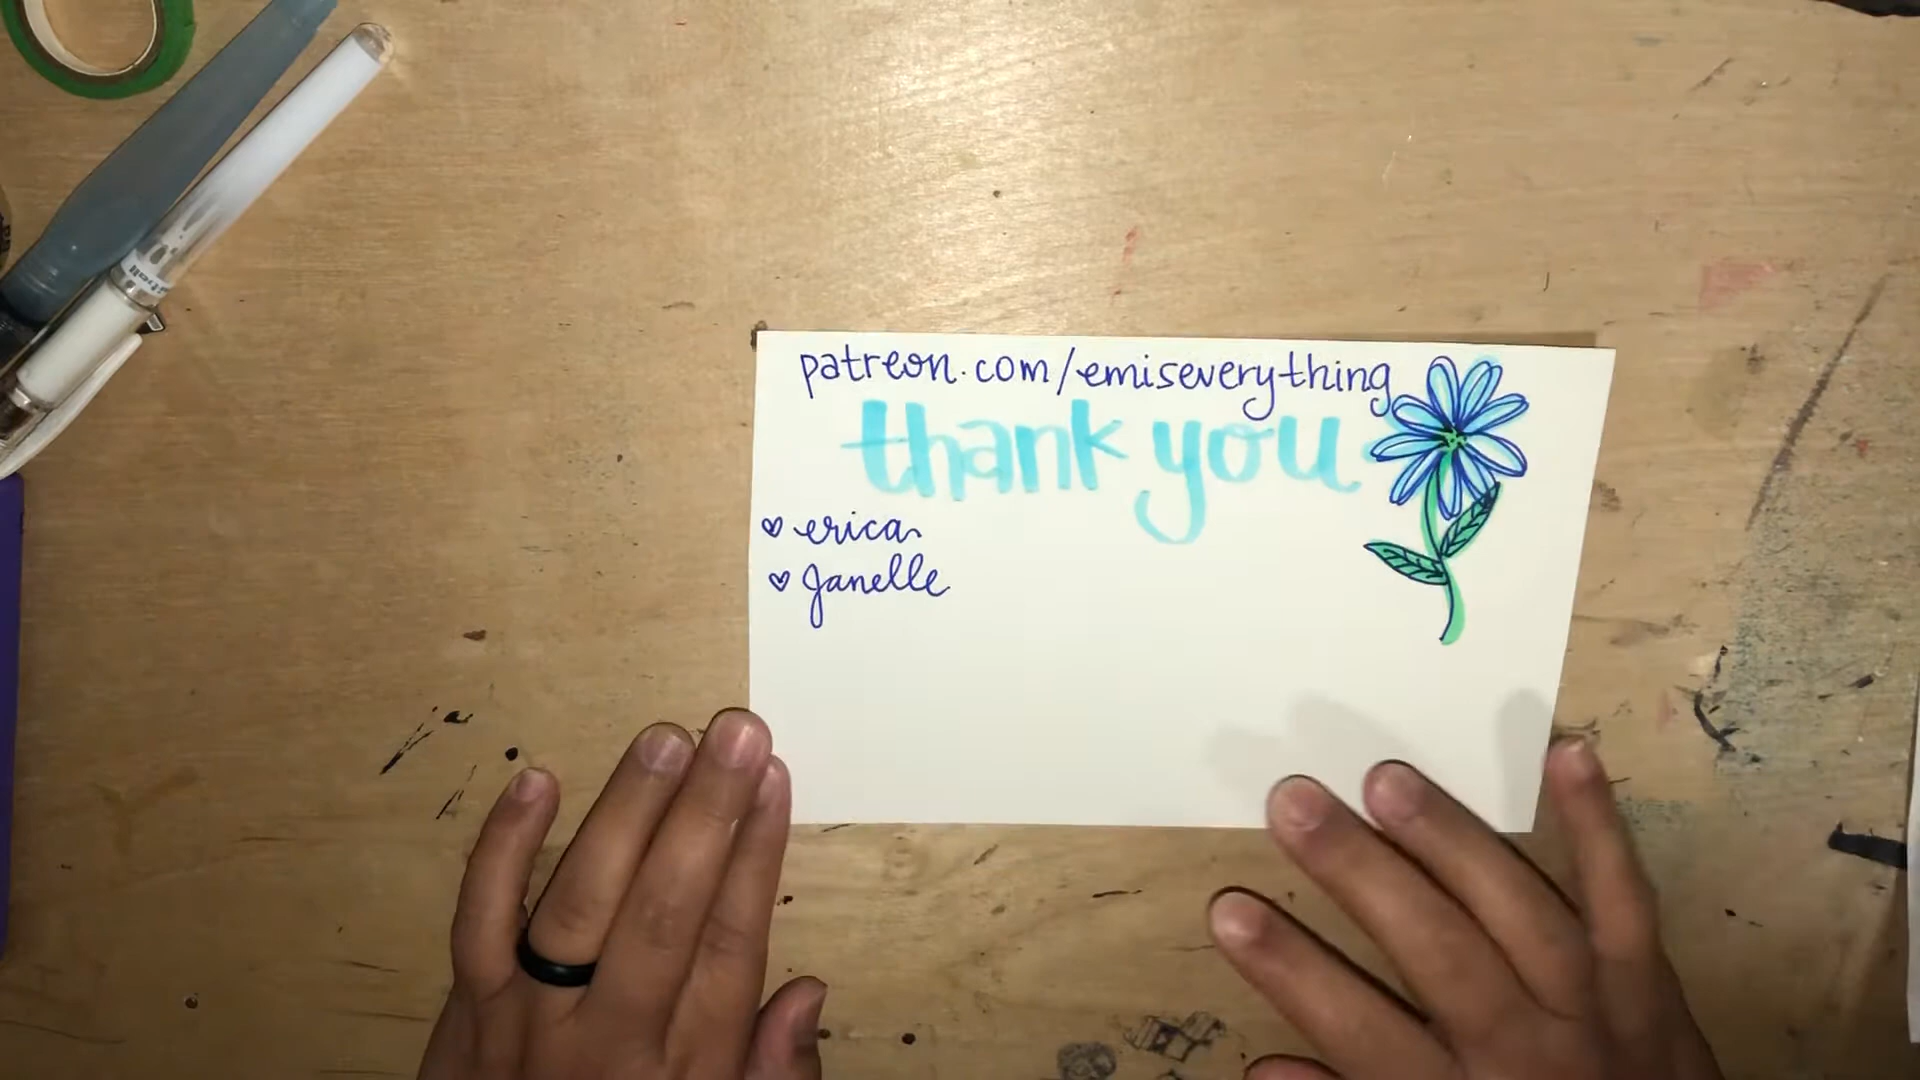 patreon.com/emiseverything
thank you
♡ erica
♡ Janelle